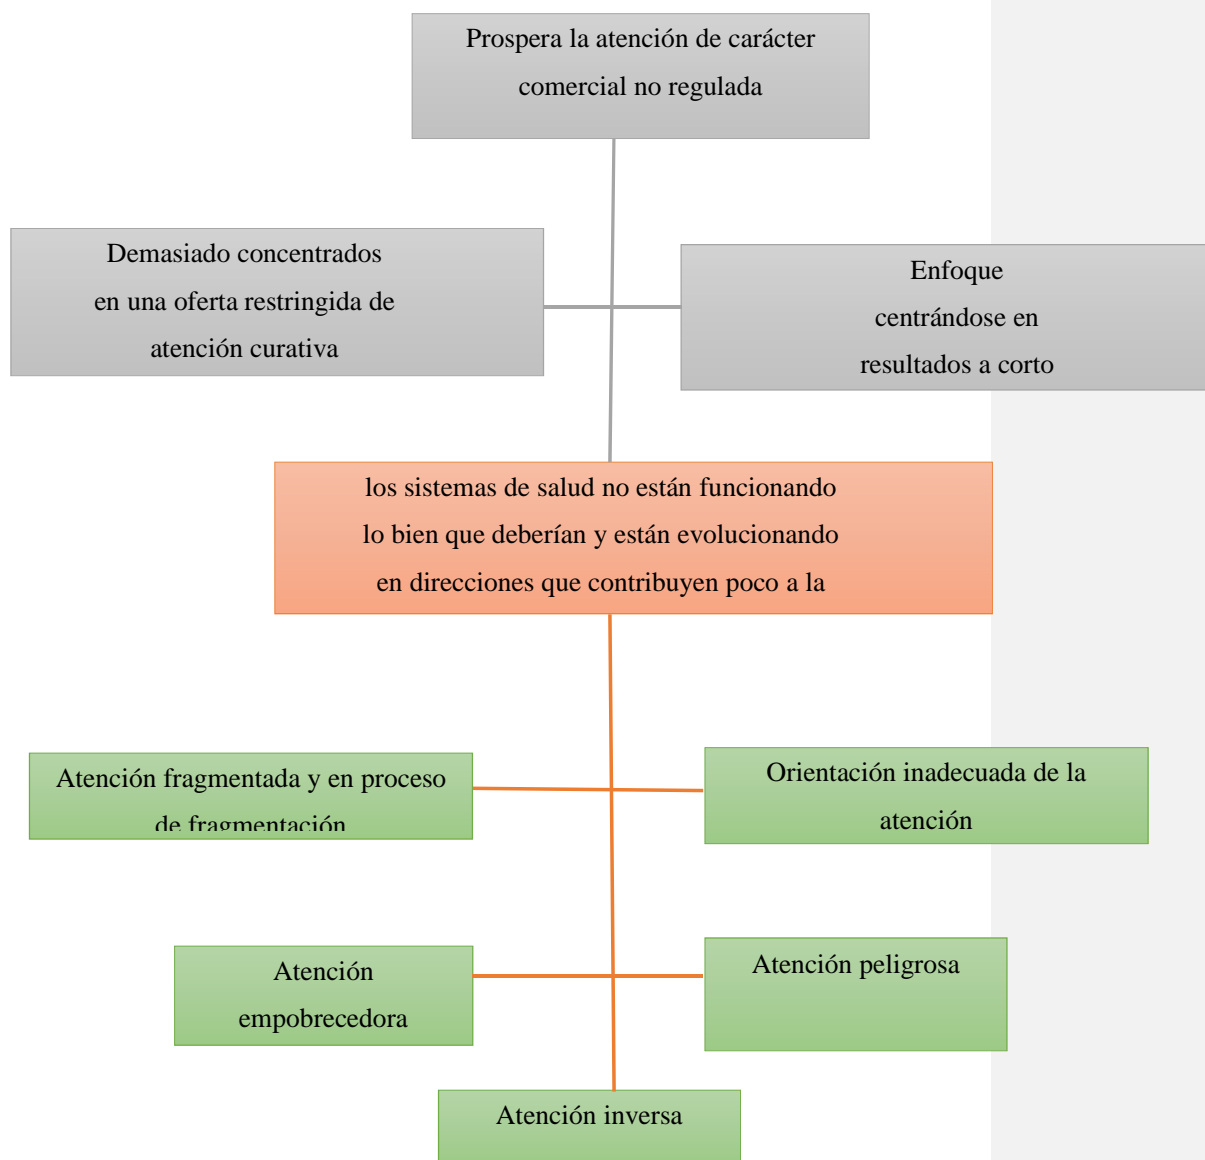 Prospera la atención de carácter
comercial no regulada
Demasiado concentrados
en una oferta restringida de
atención curativa
Enfoque
centrándose en
resultados a corto
los sistemas de salud no están funcionando
lo bien que deberían y están evolucionando
en direcciones que contribuyen poco a la
Atención fragmentada y en proceso
de fragmentación
Orientación inadecuada de la
atención
Atención
empobrecedora
Atención peligrosa
Atención inversa